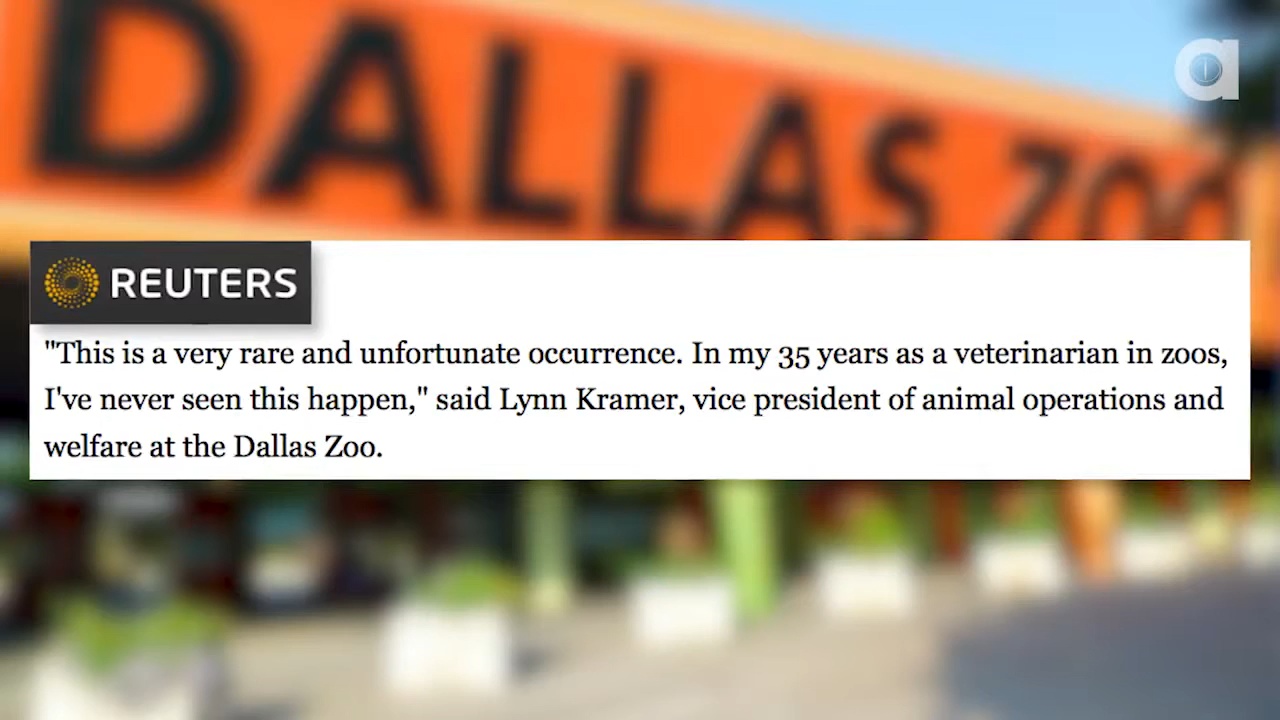 DALLAS ZOO
a
REUTERS
"This is a very rare and unfortunate occurrence. In my 35 years as a veterinarian in zoos,
I've never seen this happen," said Lynn Kramer, vice president of animal operations and
welfare at the Dallas Zoo.